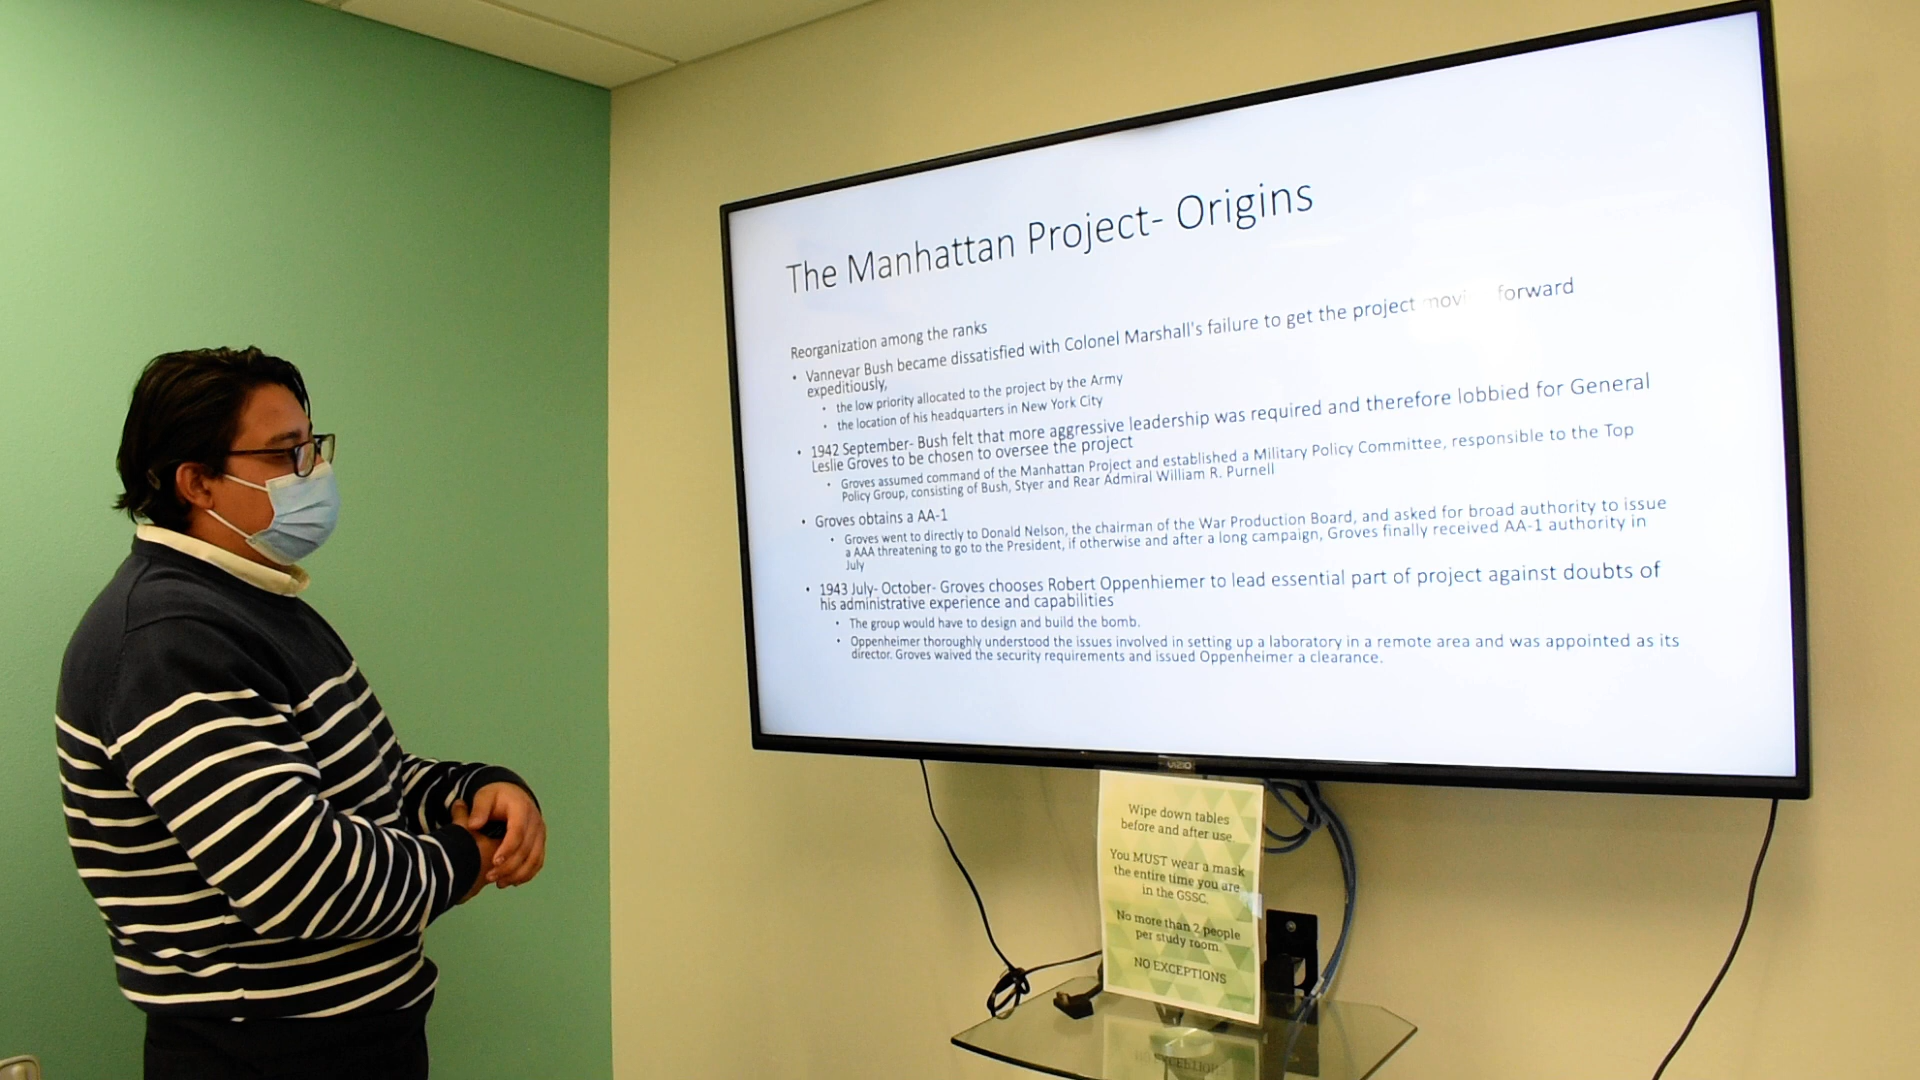 The Manhattan Project- Origins
Reorganization among the ranks
• Vannevar Bush became dissatisfied with Colonel Marshall's failure to get the project movi forward
expeditiously,
• the low priority allocated to the project by the Army
• the location of his headquarters in New York City
• 1942 September- Bush felt that more aggressive leadership was required and therefore lobbied for General
Leslie Groves to be chosen to oversee the project
• Groves assumed command of the Manhattan Project and established a Military Policy Committee, responsible to the Top
Policy Group, consisting of Bush, Styer and Rear Admiral William R. Purnell
• Groves obtains a AA-1
• Groves went to directly to Donald Nelson, the chairman of the War Production Board, and asked for broad authority to issue
a AAA threatening to go to the President, if otherwise and after a long campaign, Groves finally received AA-1 authority in
July
• 1943 July- October- Groves chooses Robert Oppenhiemer to lead essential part of project against doubts of
his administrative experience and capabilities
• The group would have to design and build the bomb.
• Oppenheimer thoroughly understood the issues involved in setting up a laboratory in a remote area and was appointed as its
director. Groves waived the security requirements and issued Oppenheimer a clearance.
VIZIO
Wipe down tables
before and after use.
You MUST wear a mask
the entire time you are
in the GSSC.
No more than 2 people
per study room.
NO EXCEPTIONS